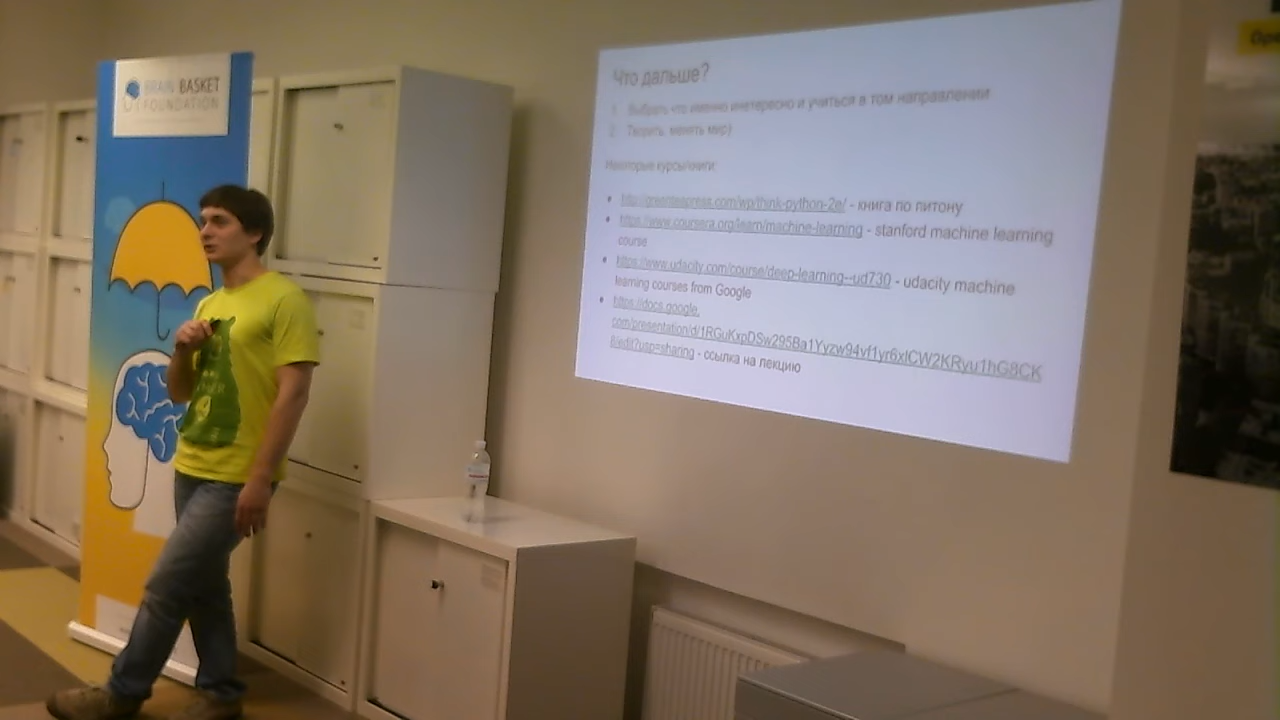 BRAIN BASKET
FOUNDATION
Что дальше?
1. Выбрать что именно инетересно и учиться в том направлении
2. Творить, менять мир)
Некоторые курсы/книги:
http://greenteapress.com/wp/think-python-2e/ - книга по питону
https://www.coursera.org/learn/machine-learning - stanford machine learning
course
https://www.udacity.com/course/deep-learning--ud730 - udacity machine
learning courses from Google
https://docs.google.
com/presentation/d/1RGuKxpDSw295Ba1Yyzw94vf1yr6xICW2KRyu1hG8CK
8/edit?usp=sharing - ссылка на лекцию